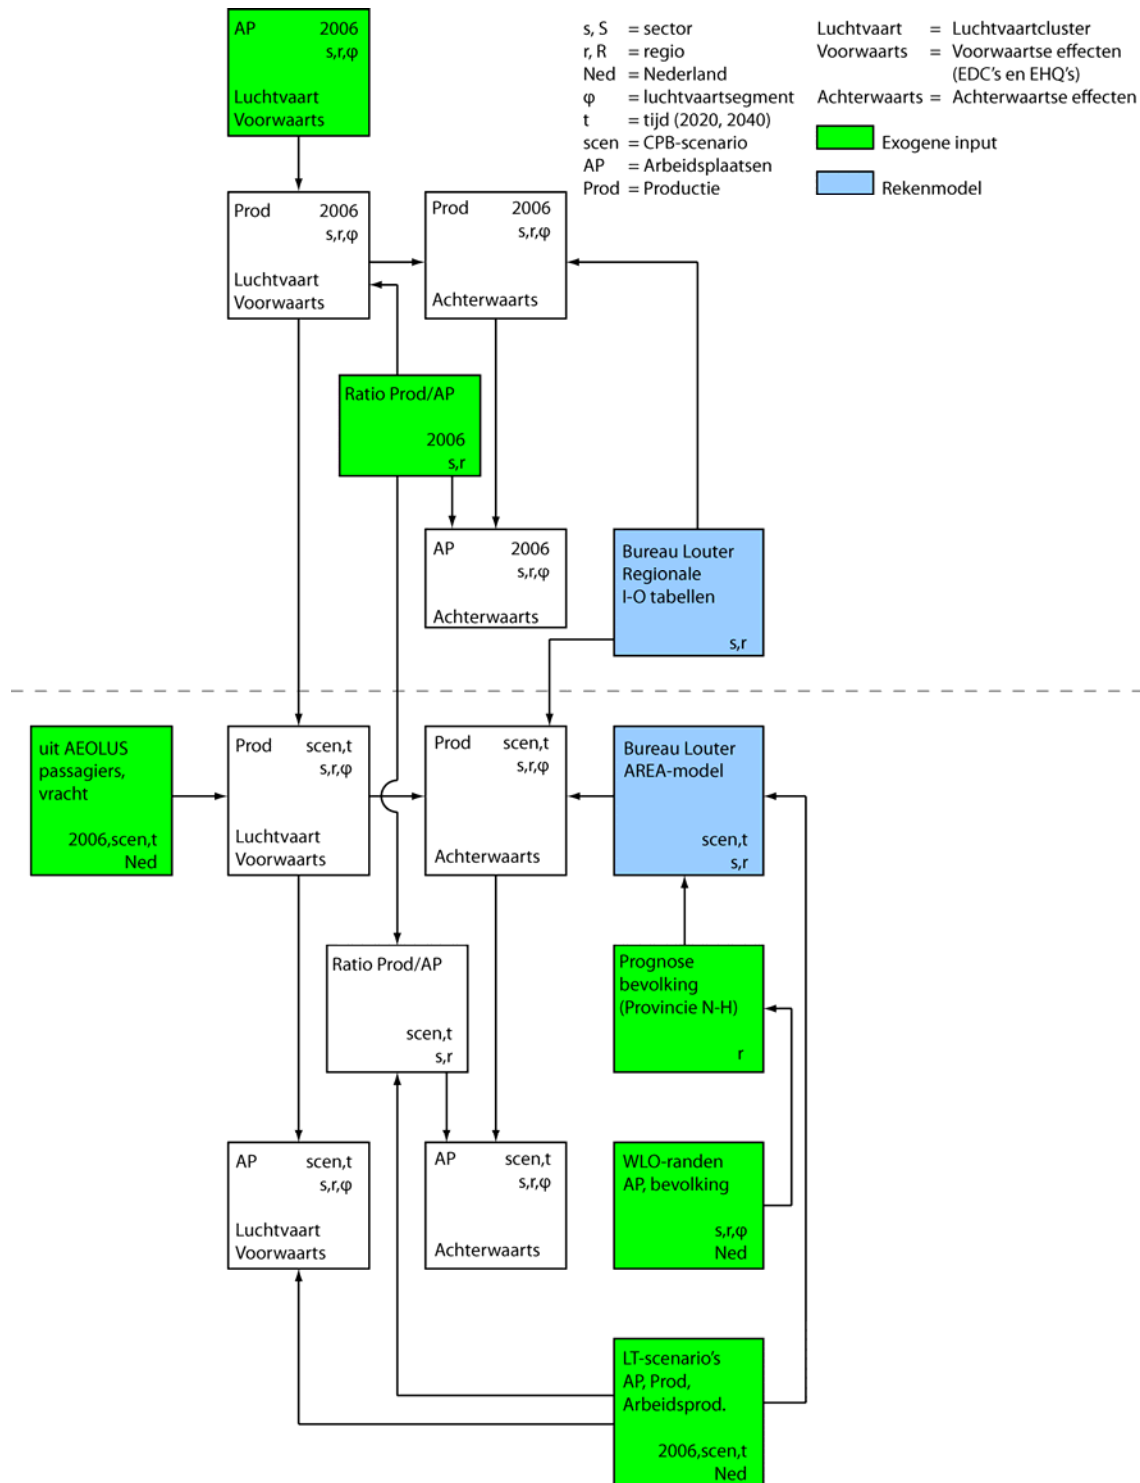 AP 2006
s,r,φ
Luchtvaart
Voorwaarts
s, S = sector
r, R = regio
Ned = Nederland
φ = luchtvaartsegment
t = tijd (2020, 2040)
scen = CPB-scenario
AP = Arbeidsplaatsen
Prod = Productie
Luchtvaart = Luchtvaartcluster
Voorwaarts = Voorwaartse effecten
(EDC's en EHQ's)
Achterwaarts = Achterwaartse effecten
Exogene input
Rekenmodel
Prod 2006
s,r,φ
Luchtvaart
Voorwaarts
Prod 2006
s,r,φ
Achterwaarts
Ratio Prod/AP
2006
s,r
AP 2006
s,r,φ
Achterwaarts
Bureau Louter
Regionale
I-O tabellen
s,r
uit AEOLUS
passagiers,
vracht
2006,scen,t
Ned
Prod scen,t
s,r,φ
Luchtvaart
Voorwaarts
Prod scen,t
s,r,φ
Achterwaarts
Bureau Louter
AREA-model
scen,t
s,r
Ratio Prod/AP
scen,t
s,r
Prognose
bevolking
(Provincie N-H)
r
AP scen,t
s,r,φ
Luchtvaart
Voorwaarts
AP scen,t
s,r,φ
Achterwaarts
WLO-randen
AP, bevolking
s,r,φ
Ned
LT-scenario's
AP, Prod,
Arbeidsprod.
2006,scen,t
Ned